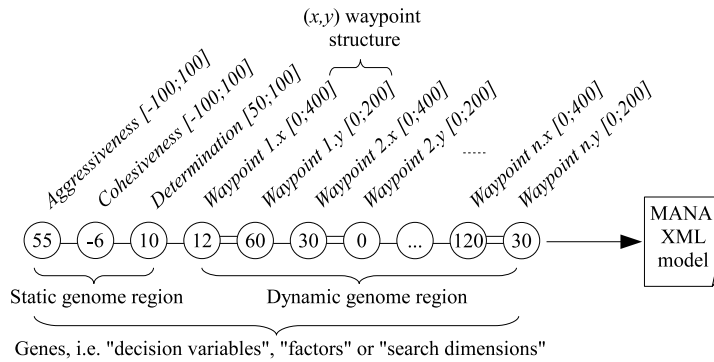 (x,y) waypoint
structure
Aggressiveness [-100;100]
Cohesiveness [-100;100]
Determination [50;100]
Waypoint 1.x [0;400]
Waypoint 1.y [0;200]
Waypoint 2.x [0;400]
Waypoint 2.y [0;200]
Waypoint n.x [0;400]
Waypoint n.y [0;200]
55 -6 10 12 60 30 0 ... 120 30
MANA
XML
model
Static genome region Dynamic genome region
Genes, i.e. "decision variables", "factors" or "search dimensions"